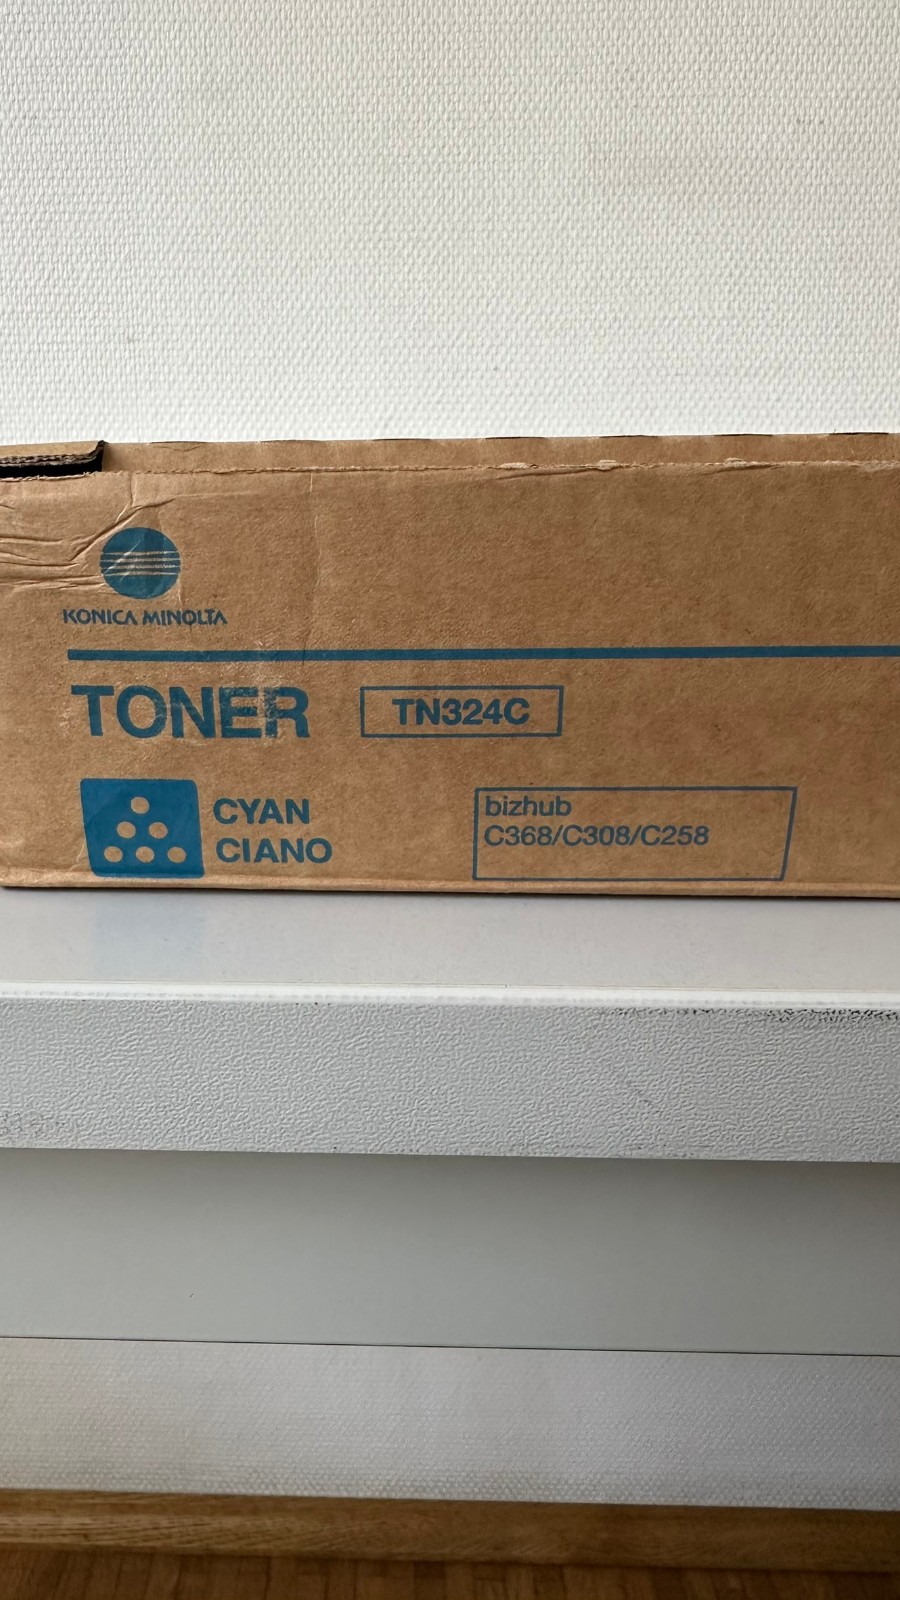 KONICA MINOLTA
TONER TN324C
CYAN
CIANO
bizhub
C368/C308/C258